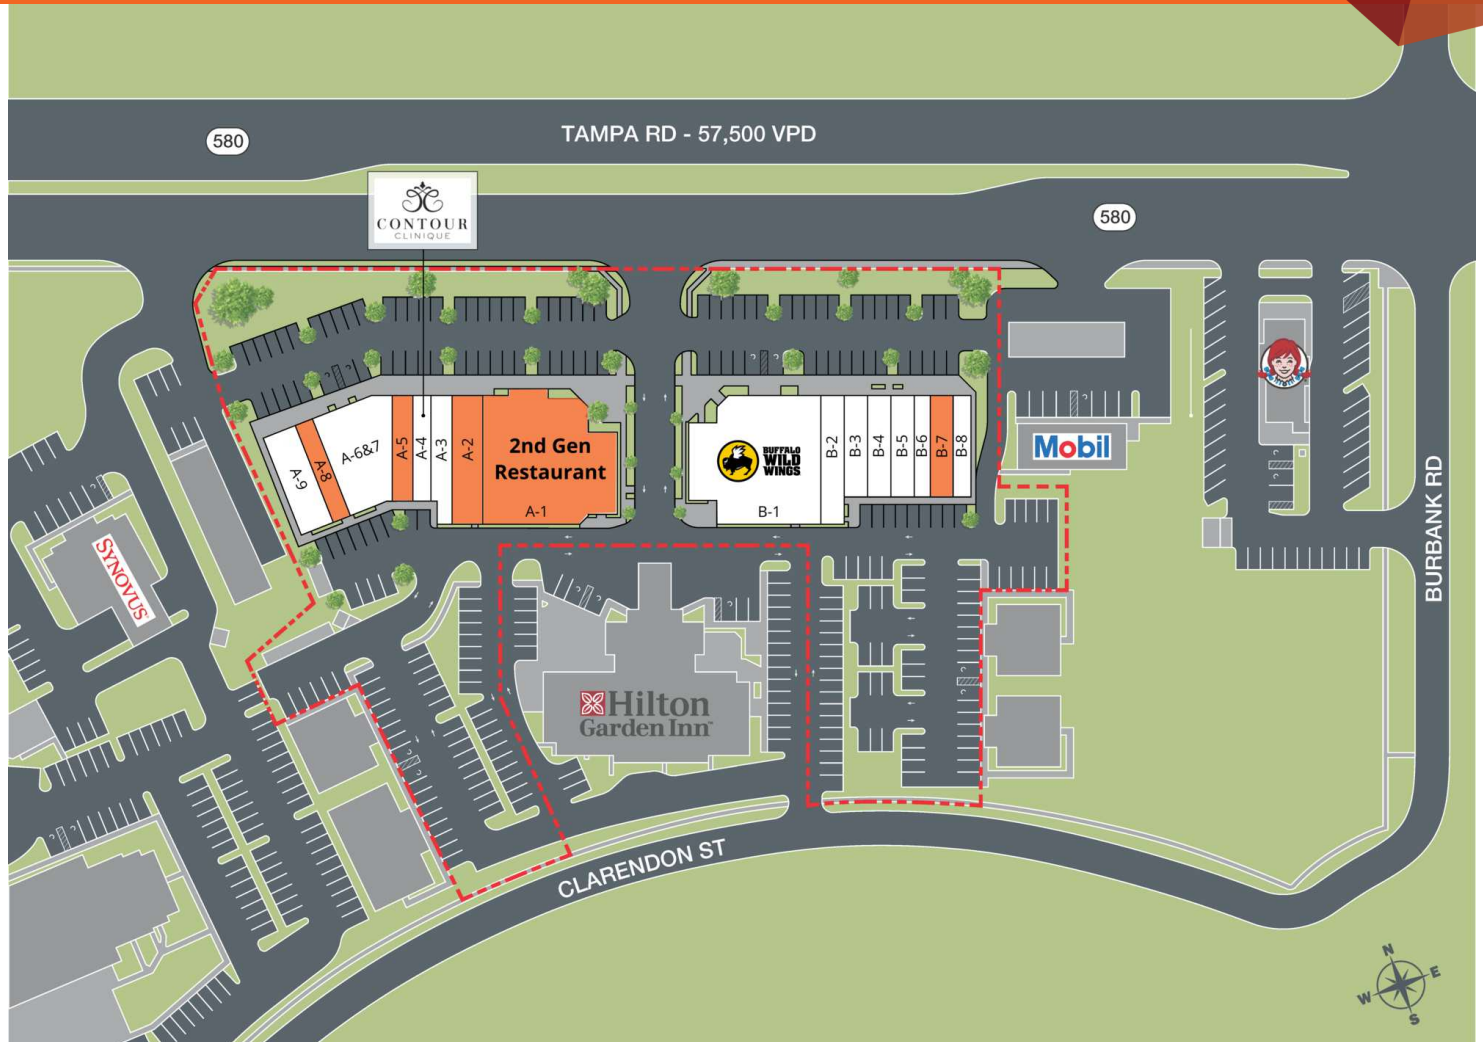 TAMPA RD - 57,500 VPD
580
580
CONTOUR
CLINIQUE
A-9
A-8
A-6&7
A-5
A-4
A-3
A-2
2nd Gen
Restaurant
A-1
BUFFALO
WILD
WINGS
B-1
B-2
B-3
B-4
B-5
B-6
B-7
B-8
Mobil
SYNOVUS
Hilton
Garden Inn™
BURBANK RD
CLARENDON ST
N
E
W
S